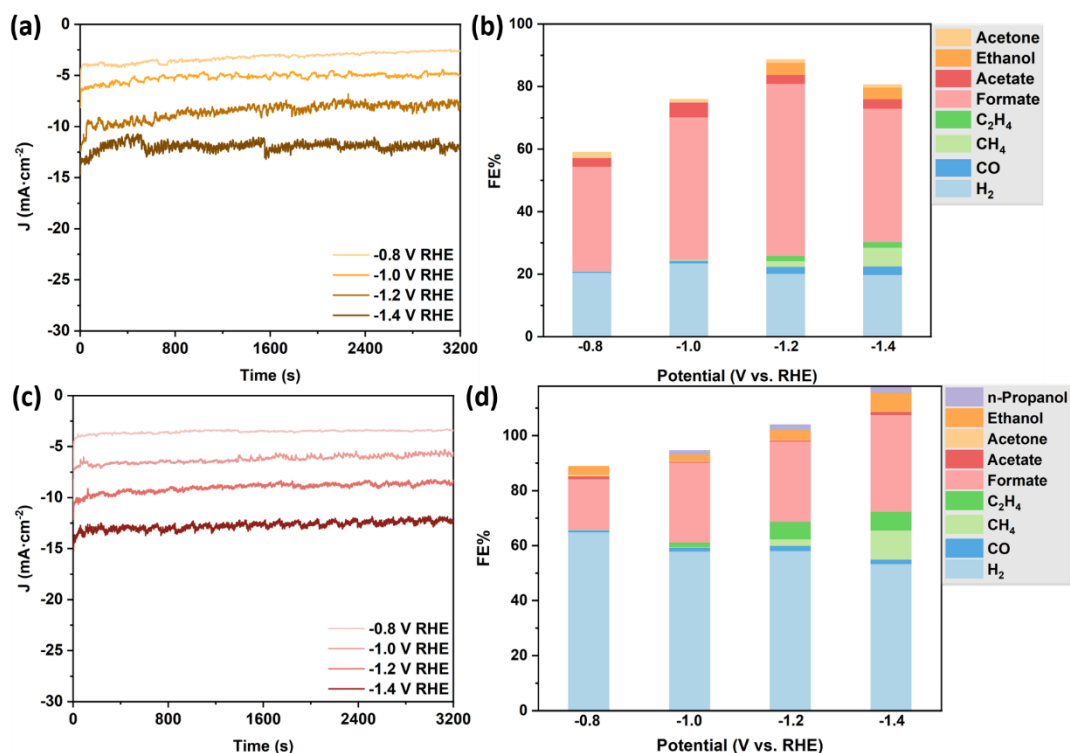 (a)
0
-5
-10
-15
-20
-25
-30
J (mA·cm⁻²)
-0.8 V RHE
-1.0 V RHE
-1.2 V RHE
-1.4 V RHE
0 800 1600 2400 3200
Time (s)
(b)
100
80
60
40
20
0
FE%
-0.8 -1.0 -1.2 -1.4
Potential (V vs. RHE)
Acetone
Ethanol
Acetate
Formate
C₂H₄
CH₄
CO
H₂
(c)
0
-5
-10
-15
-20
-25
-30
J (mA·cm⁻²)
-0.8 V RHE
-1.0 V RHE
-1.2 V RHE
-1.4 V RHE
0 800 1600 2400 3200
Time (s)
(d)
100
80
60
40
20
0
FE%
-0.8 -1.0 -1.2 -1.4
Potential (V vs. RHE)
n-Propanol
Ethanol
Acetone
Acetate
Formate
C₂H₄
CH₄
CO
H₂